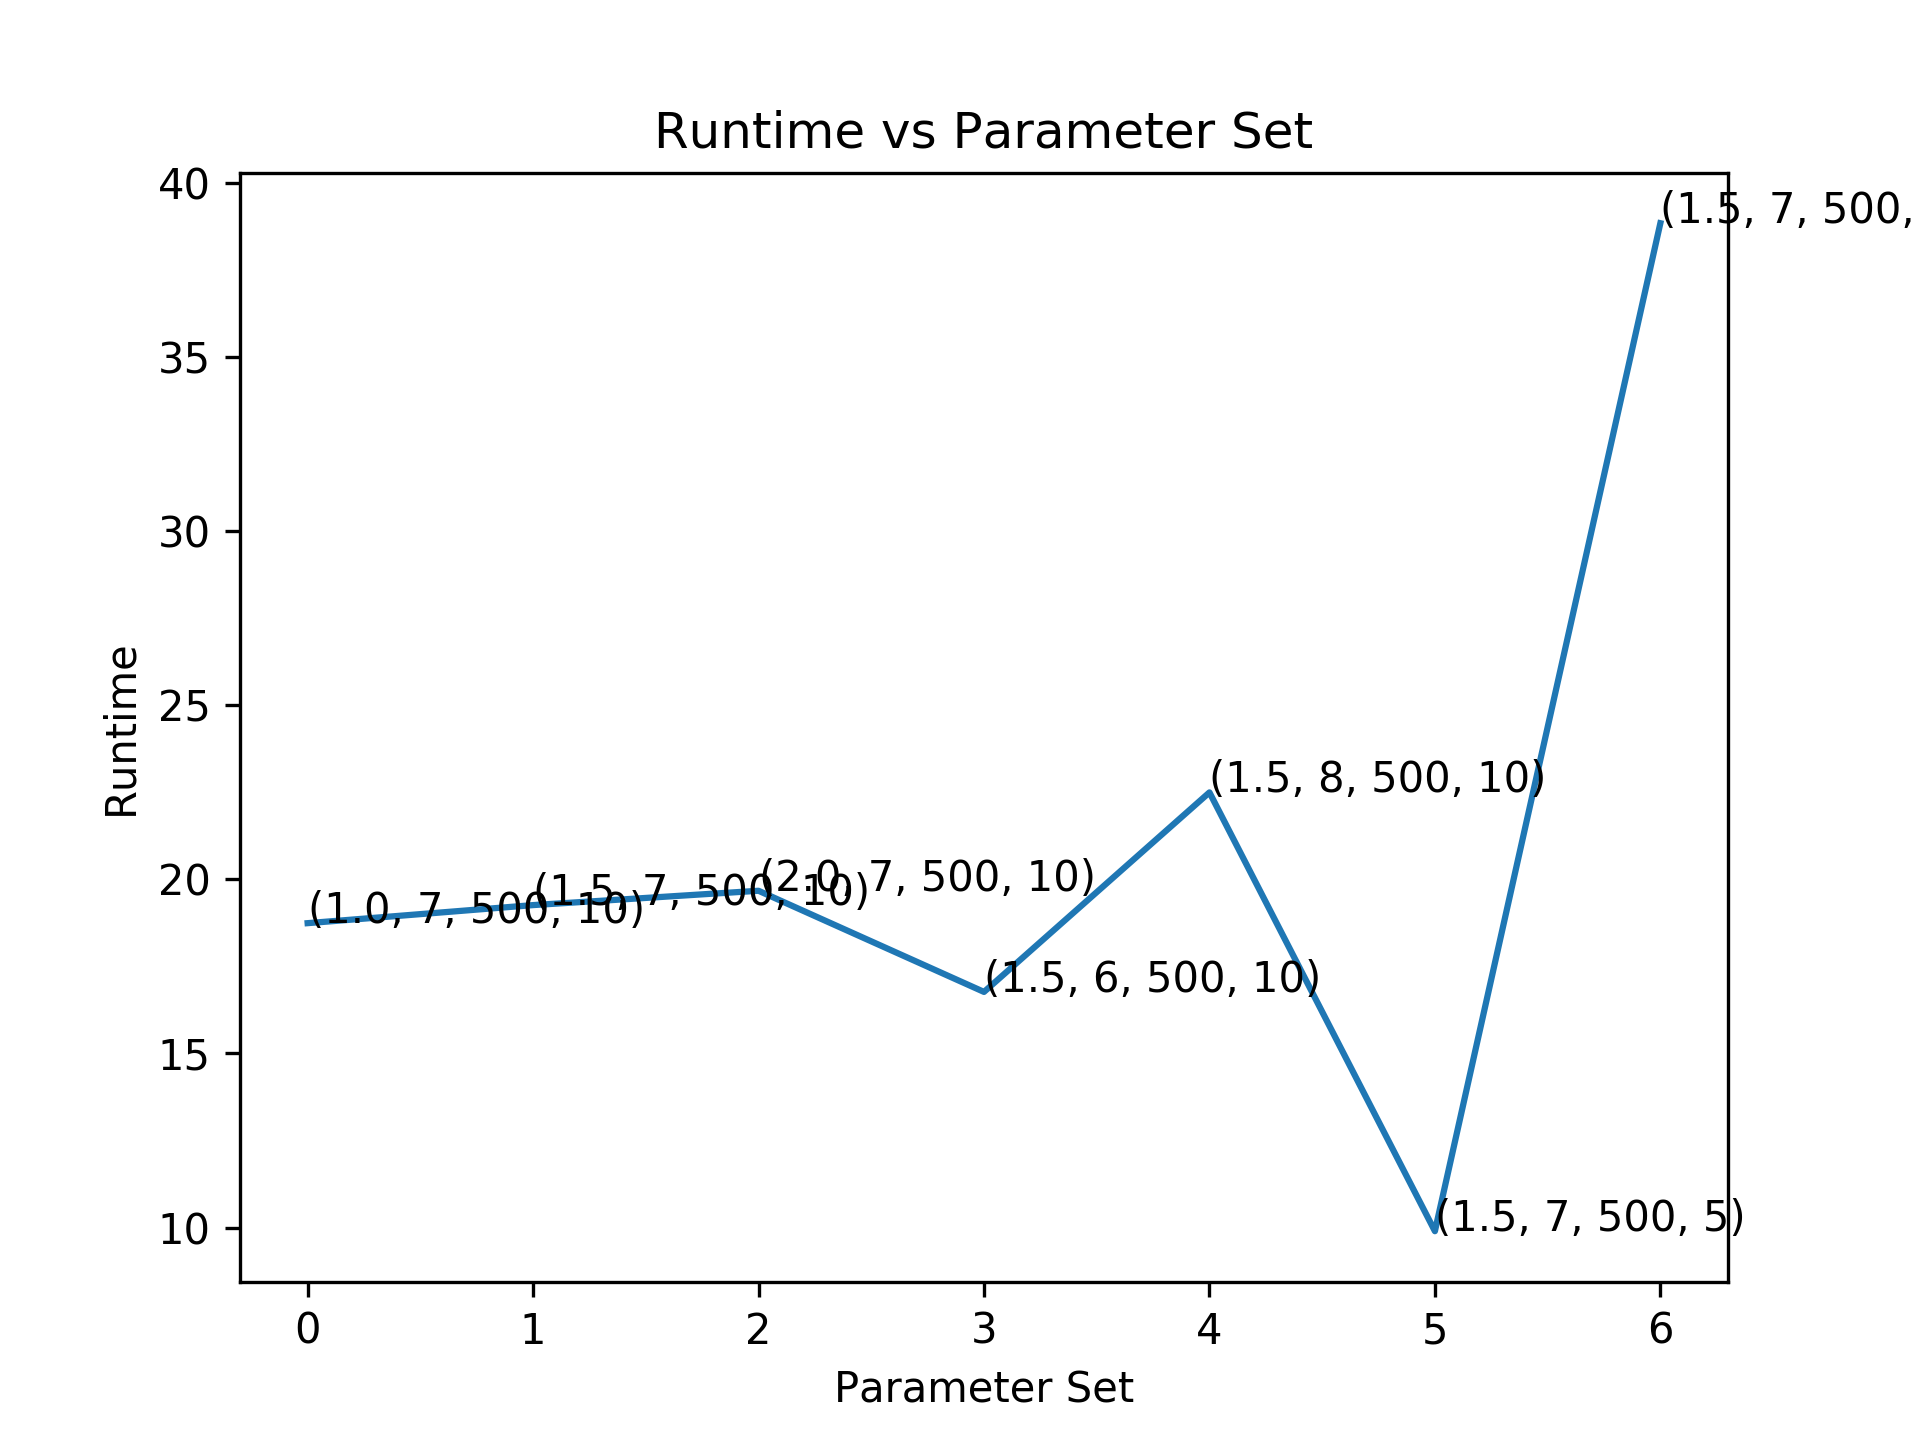 Runtime vs Parameter Set
40
35
30
25
20
15
10
Runtime
(1.0, 7, 500, 10)
(1.5, 7, 500, 10)
(2.0, 7, 500, 10)
(1.5, 6, 500, 10)
(1.5, 8, 500, 10)
(1.5, 7, 500, 5)
(1.5, 7, 500,
0 1 2 3 4 5 6
Parameter Set